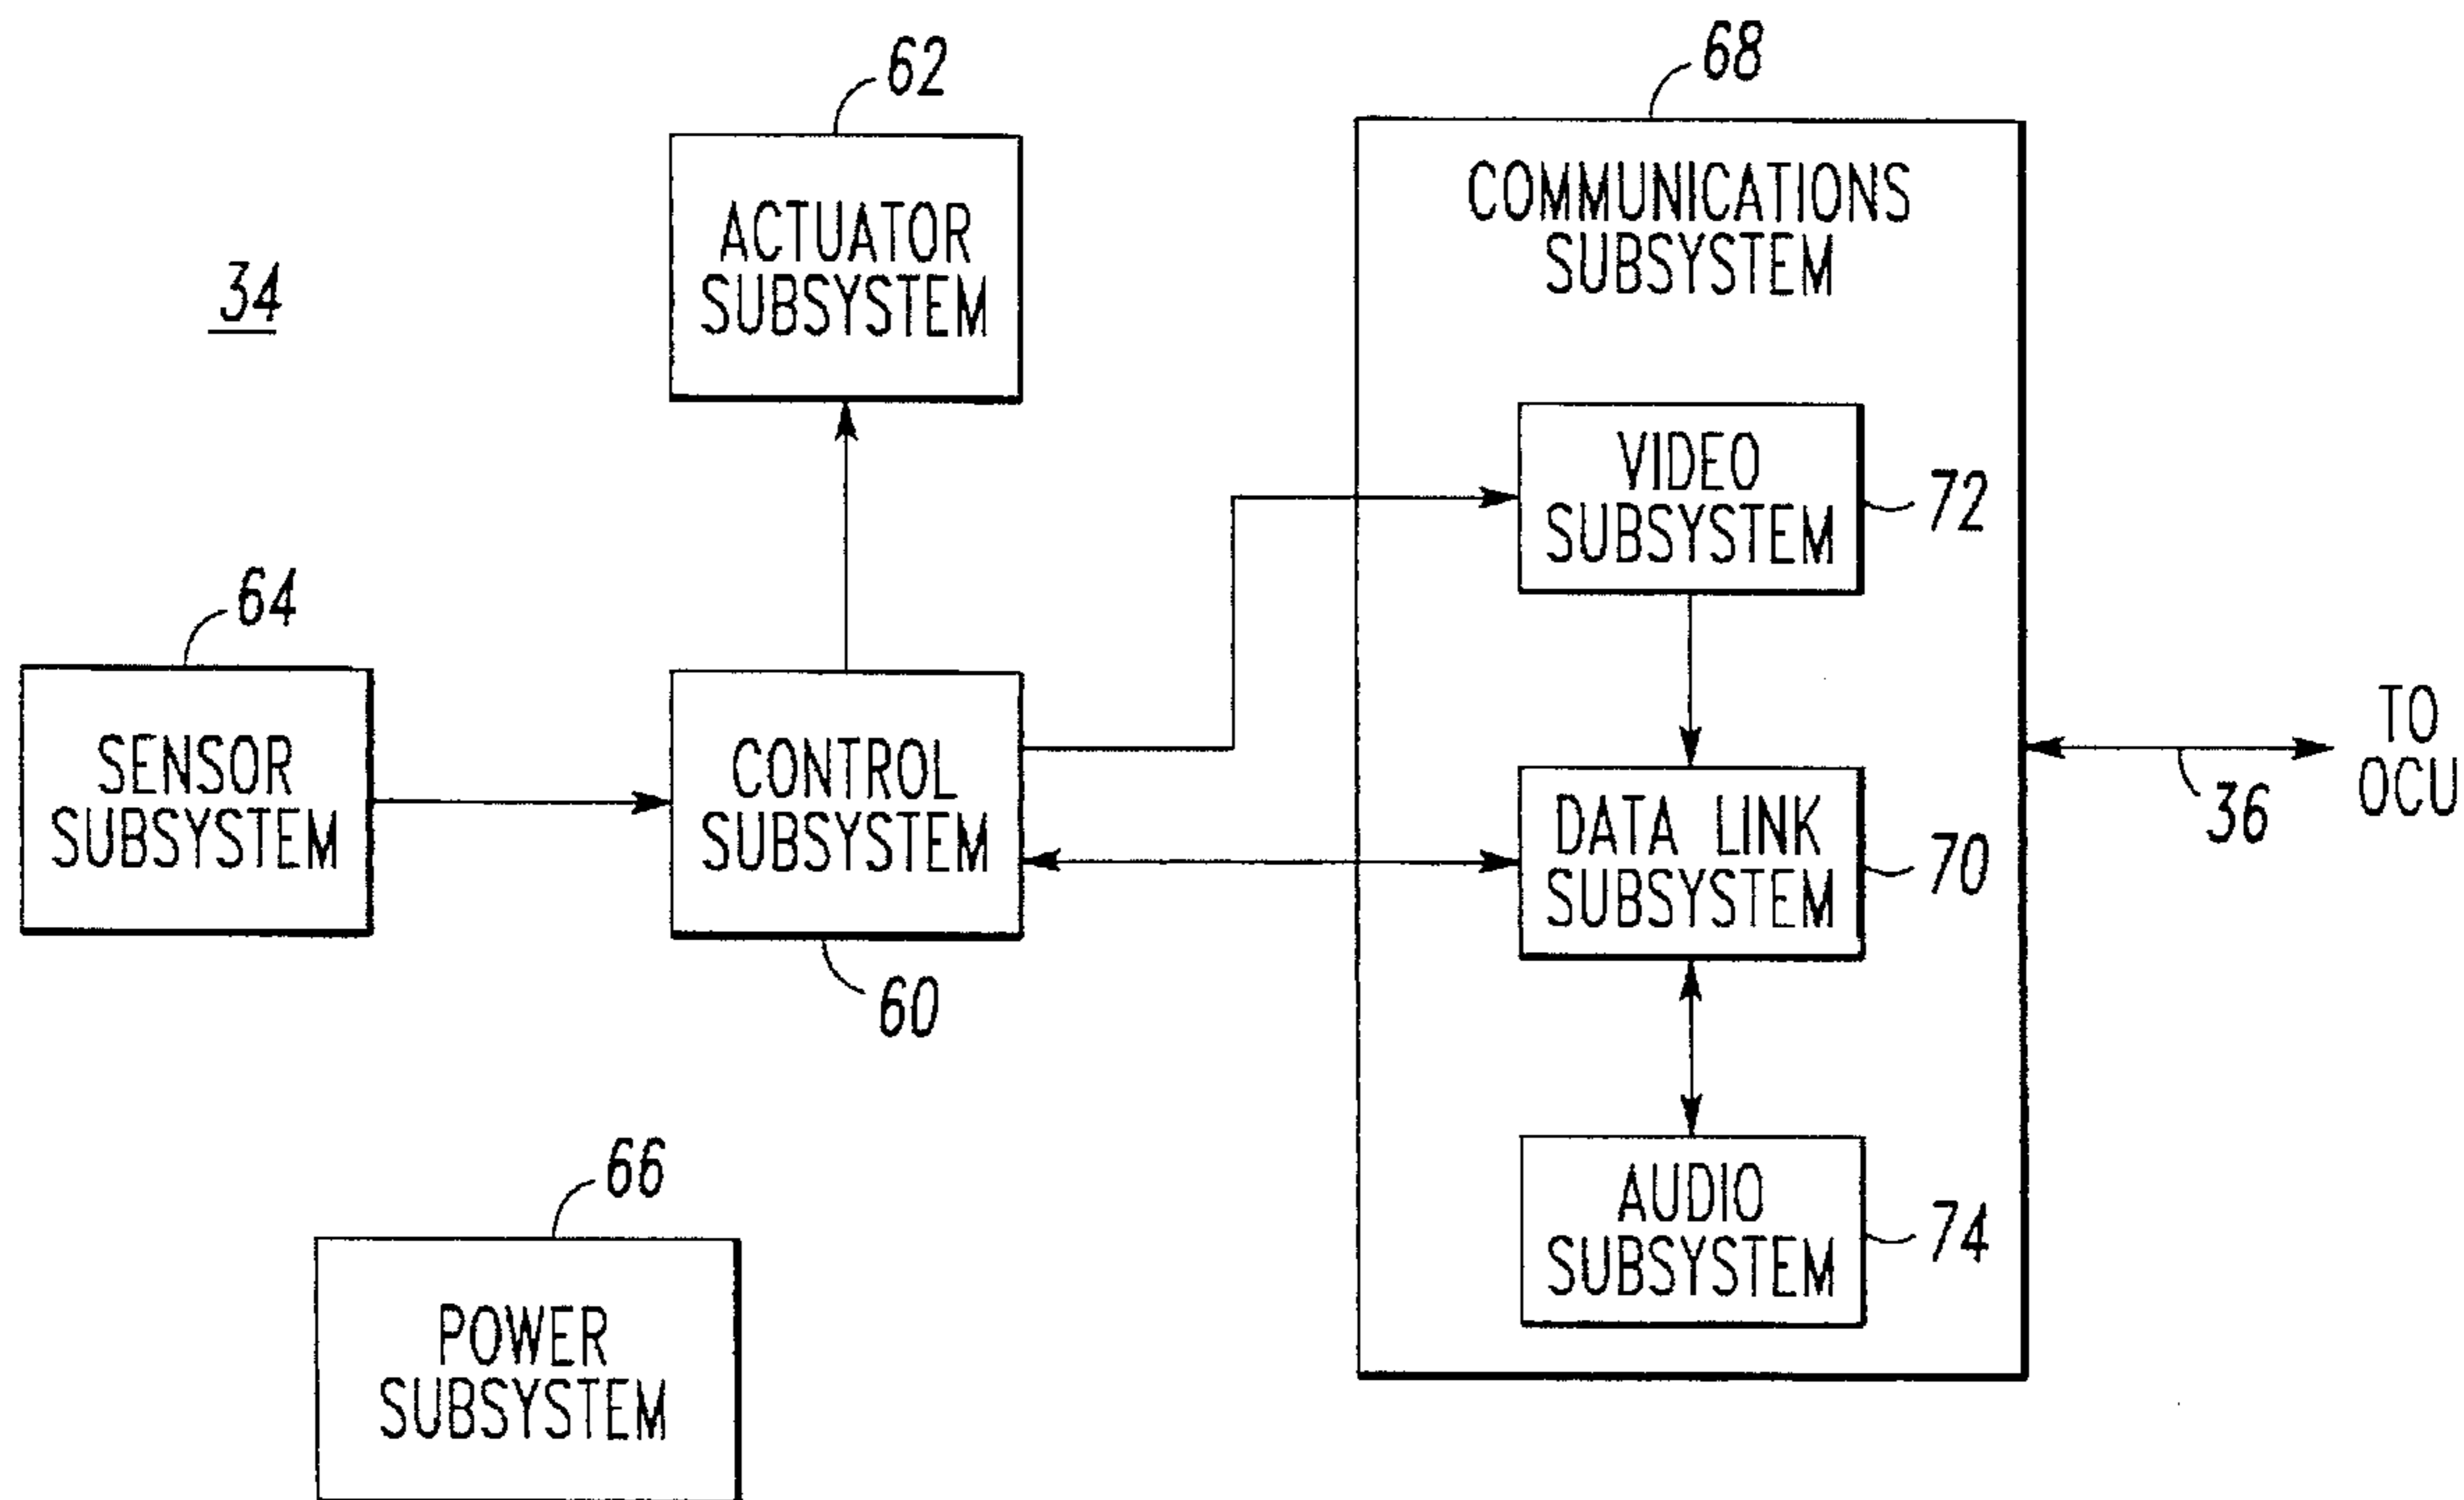 34
62
ACTUATOR
SUBSYSTEM
68
COMMUNICATIONS
SUBSYSTEM
VIDEO
SUBSYSTEM
72
64
SENSOR
SUBSYSTEM
CONTROL
SUBSYSTEM
60
DATA LINK
SUBSYSTEM
70
36
TO
OCU
66
POWER
SUBSYSTEM
AUDIO
SUBSYSTEM
74